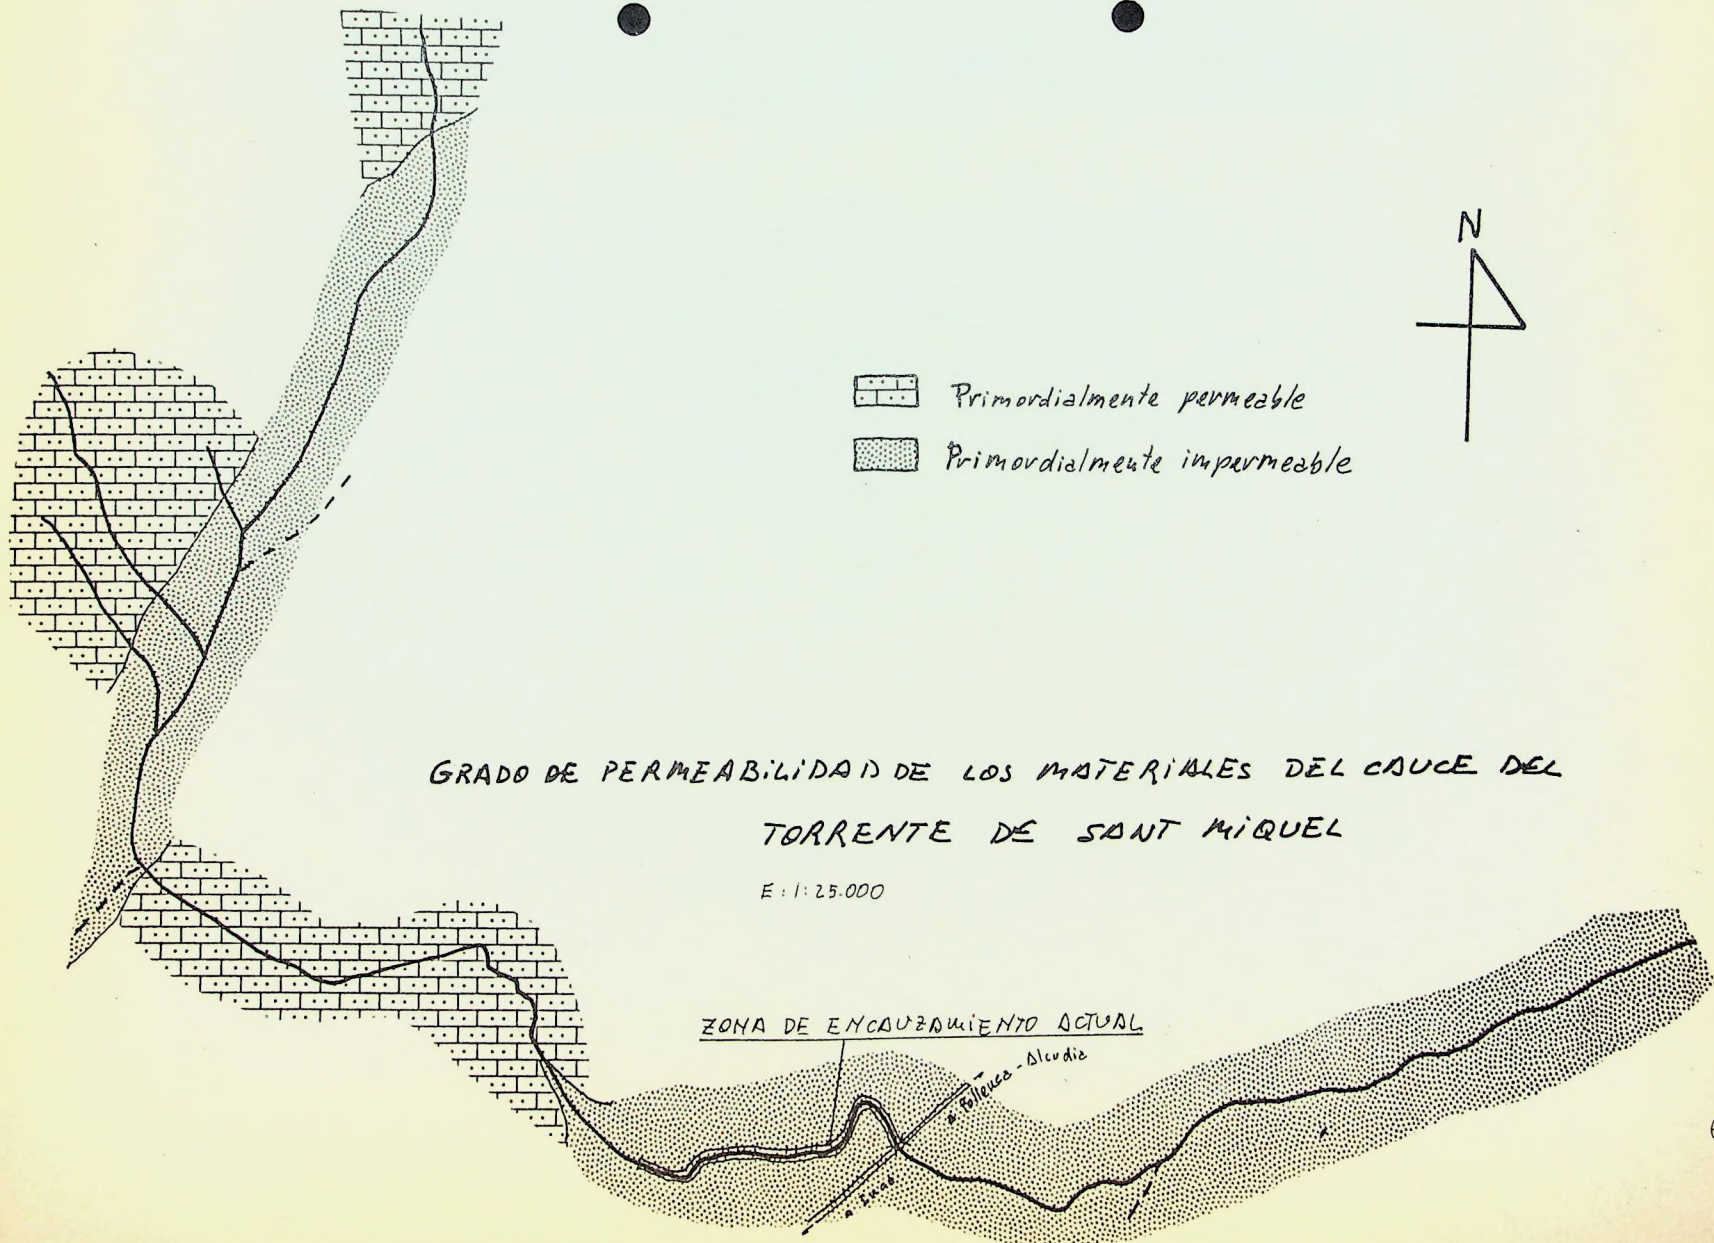 N
Primordialmente permeable
Primordialmente impermeable
GRADO DE PERMEABILIDAD DE LOS MATERIALES DEL CAUCE DEL
TORRENTE DE SANT MIQUEL
E: 1:25.000
ZONA DE ENCAUZAMIENTO ACTUAL
a Pollença - Alcudia
a Inca